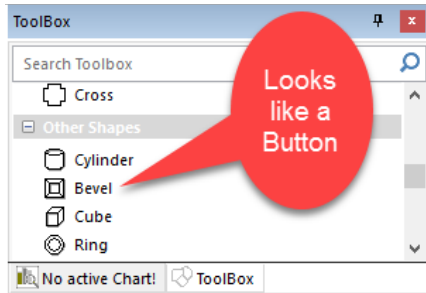 ToolBox
Search Toolbox
Cross
Other Shapes
Cylinder
Bevel
Cube
Ring
Looks
like a
Button
No active Chart! ToolBox